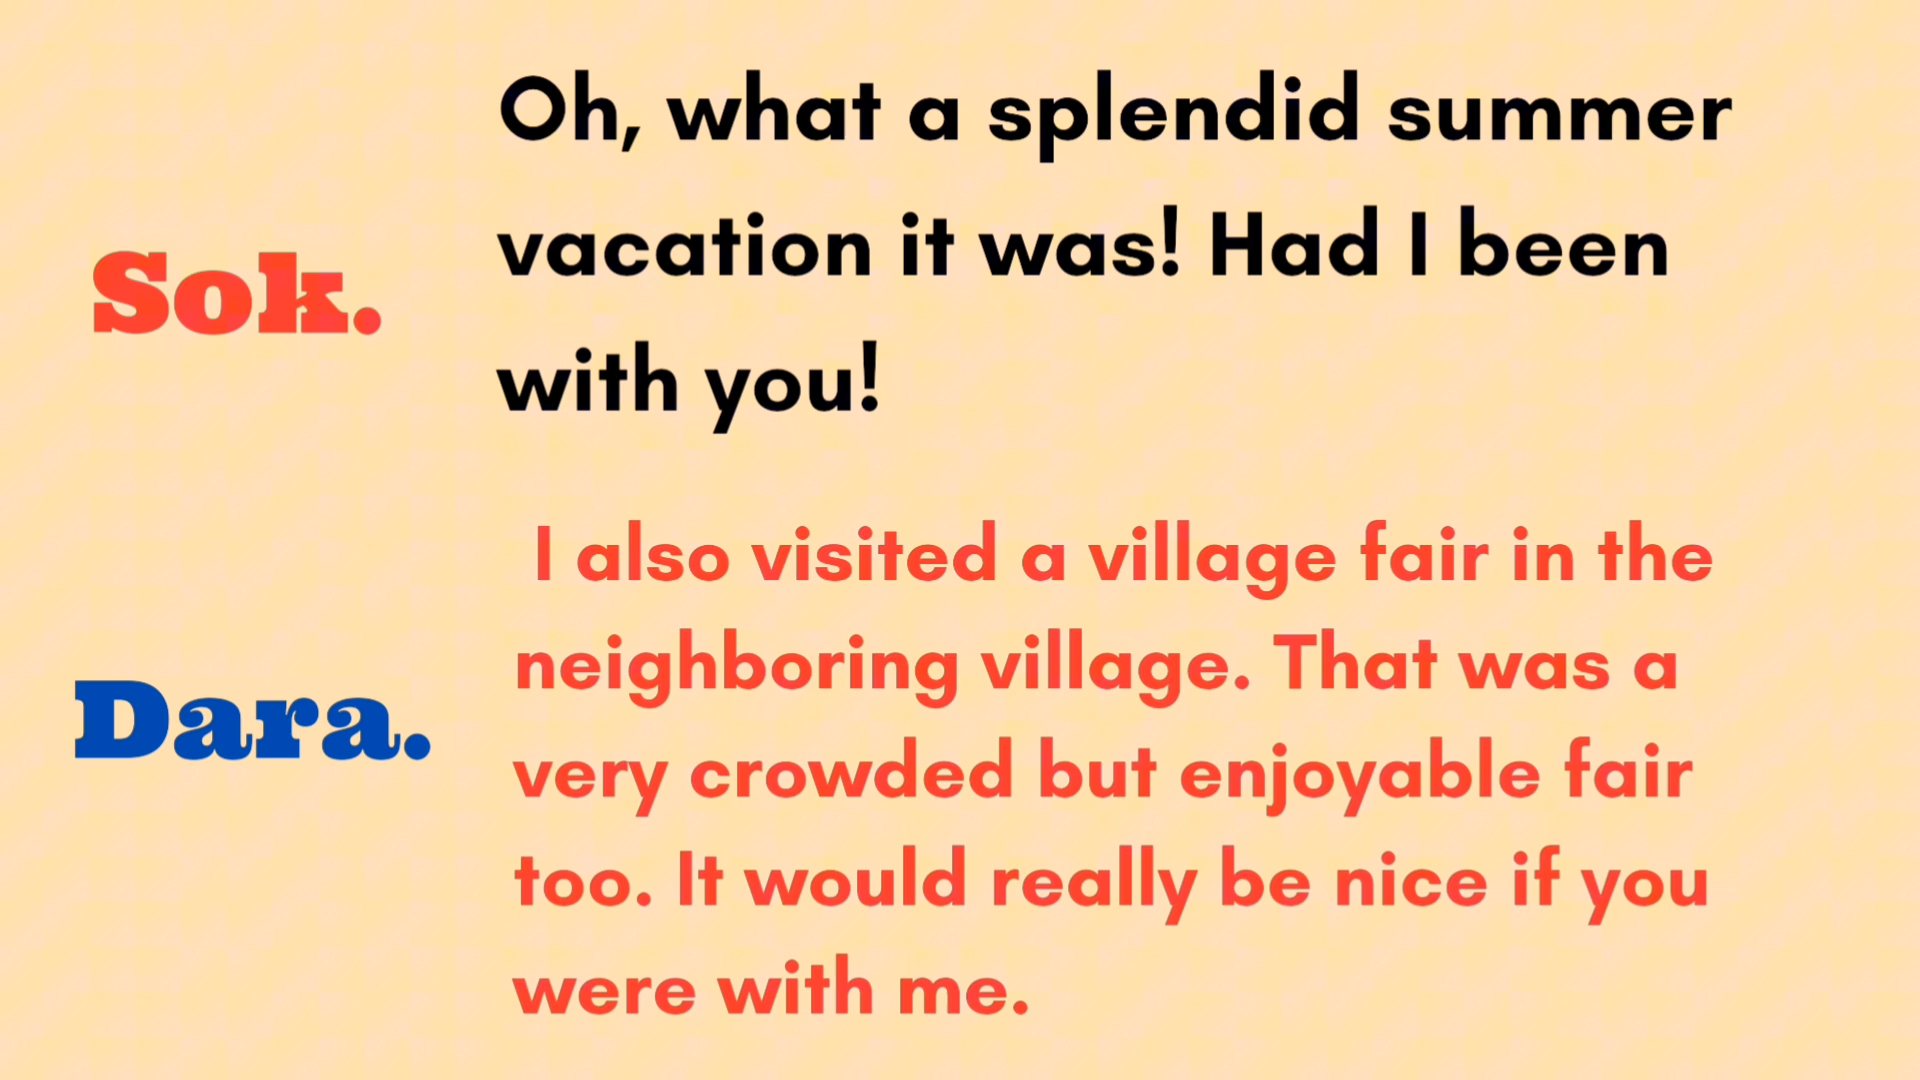 Sok.
Oh, what a splendid summer
vacation it was! Had I been
with you!
Dara.
I also visited a village fair in the
neighboring village. That was a
very crowded but enjoyable fair
too. It would really be nice if you
were with me.